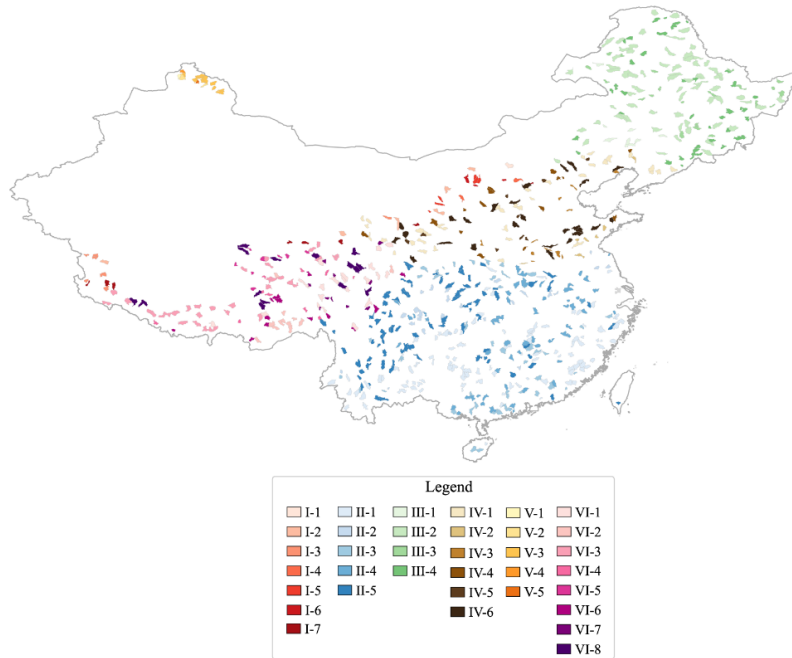 Legend
I-1 II-1 III-1 IV-1 V-1 VI-1
I-2 II-2 III-2 IV-2 V-2 VI-2
I-3 II-3 III-3 IV-3 V-3 VI-3
I-4 II-4 III-4 IV-4 V-4 VI-4
I-5 II-5 IV-5 V-5 VI-5
I-6 IV-6 VI-6
I-7 VI-7
VI-8